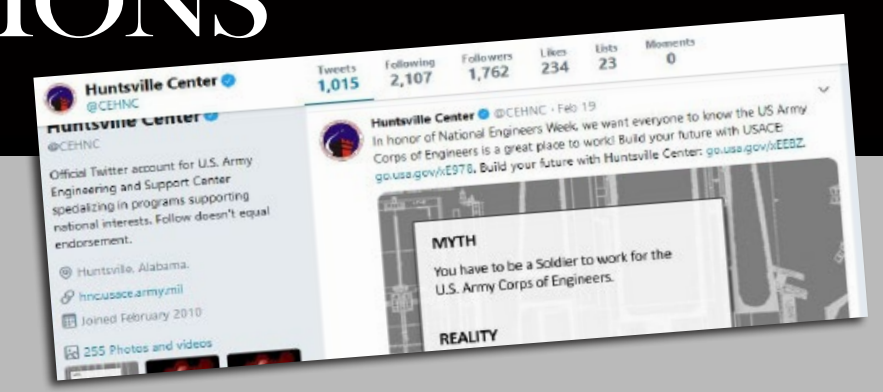 IONS
Huntsville Center
@CEHNC
Tweets
1,015
Following
2,107
Followers
1,762
Likes
234
Lists
23
Moments
0
Huntsville Center
@CEHNC
Official Twitter account for U.S. Army
Engineering and Support Center
specializing in programs supporting
national interests. Follow doesn't equal
endorsement.
Huntsville, Alabama.
hnc.usace.army.mil
Joined February 2010
255 Photos and videos
Huntsville Center @CEHNC · Feb 19
In honor of National Engineers Week, we want everyone to know the US Army
Corps of Engineers is a great place to work! Build your future with USACE:
go.usa.gov/xE978. Build your future with Huntsville Center: go.usa.gov/xEEBZ.
MYTH
You have to be a Soldier to work for the
U.S. Army Corps of Engineers.
REALITY